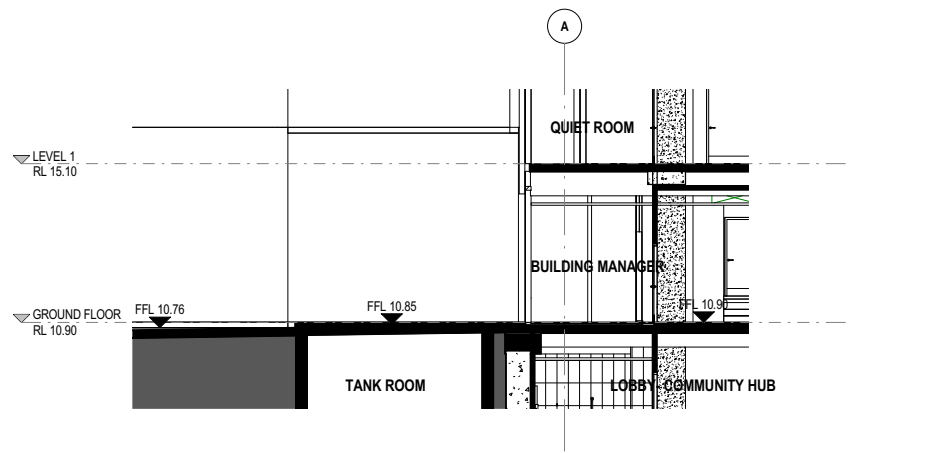 A
QUIET ROOM
LEVEL 1
RL 15.10
BUILDING MANAGER
FFL 10.76
FFL 10.85
FFL 10.90
GROUND FLOOR
RL 10.90
TANK ROOM
LOBBY COMMUNITY HUB